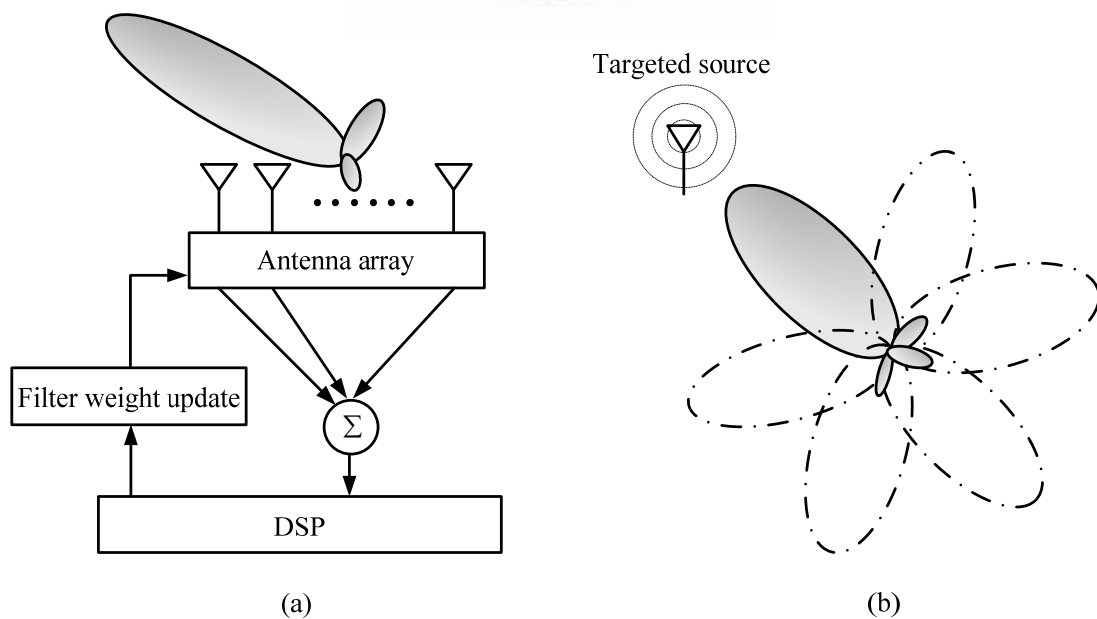 Targeted source
Antenna array
Filter weight update
Σ
DSP
(a)
(b)